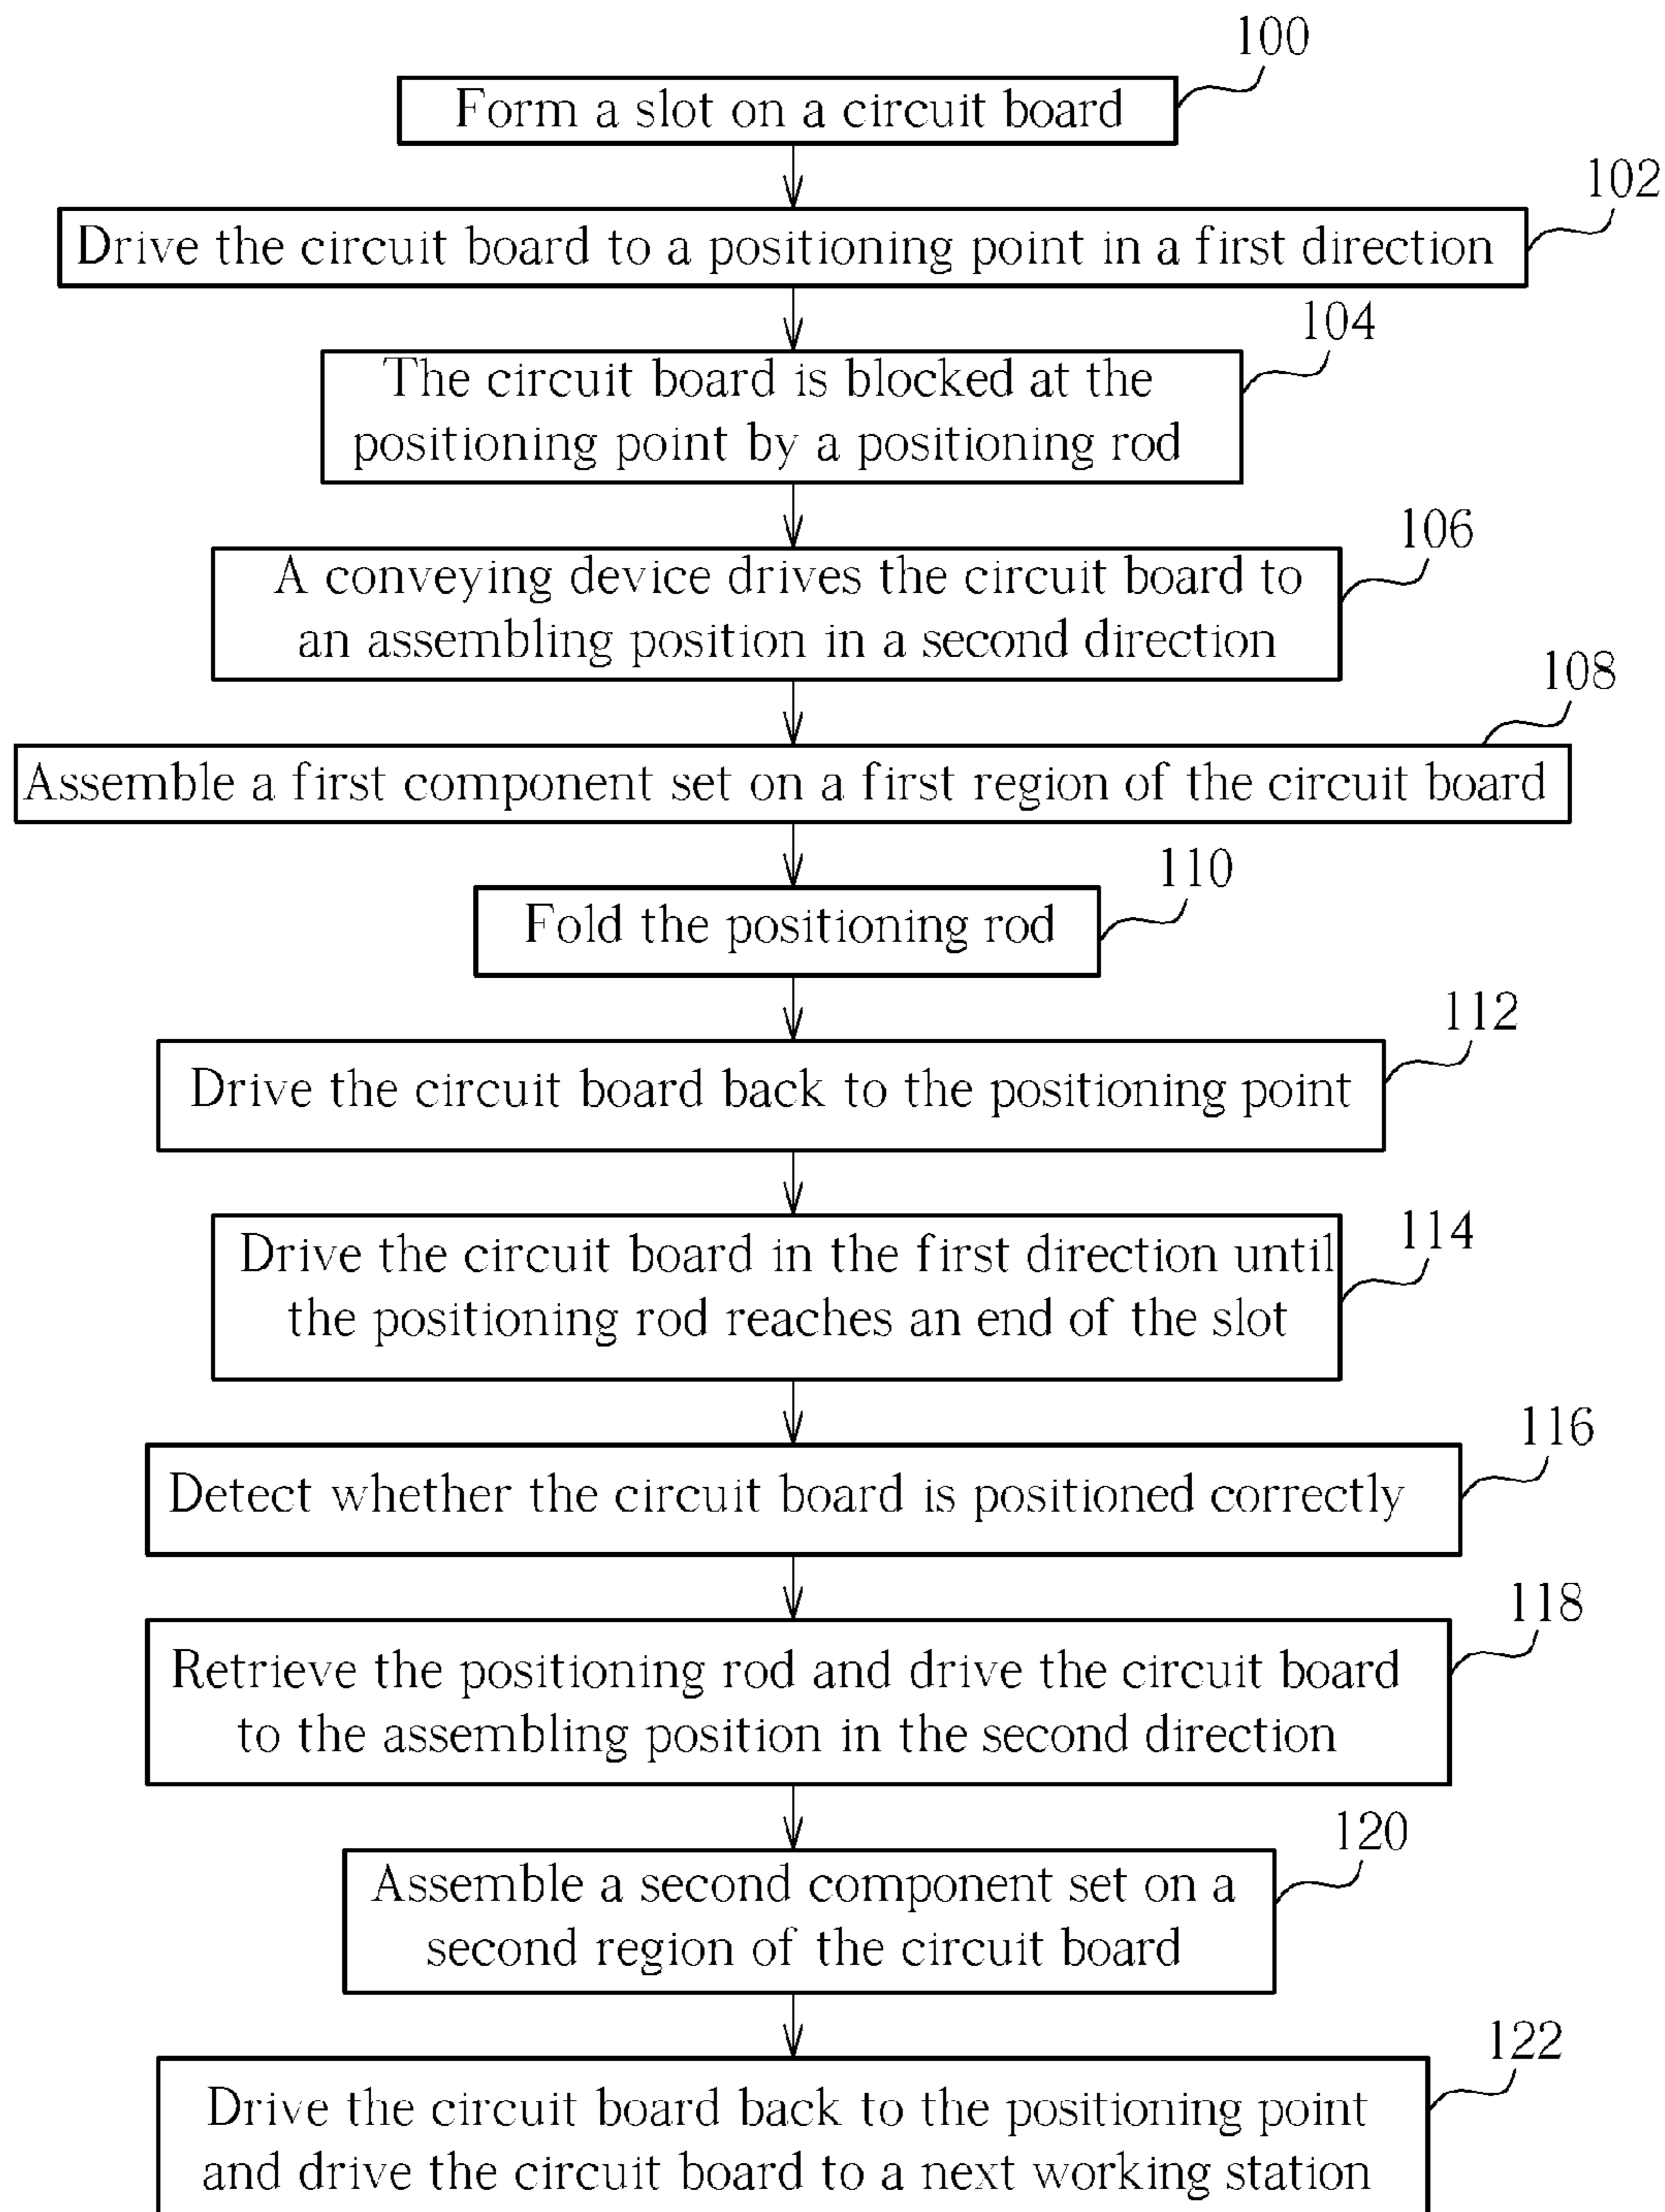 100
Form a slot on a circuit board
102
Drive the circuit board to a positioning point in a first direction
104
The circuit board is blocked at the
positioning point by a positioning rod
106
A conveying device drives the circuit board to
an assembling position in a second direction
108
Assemble a first component set on a first region of the circuit board
110
Fold the positioning rod
112
Drive the circuit board back to the positioning point
114
Drive the circuit board in the first direction until
the positioning rod reaches an end of the slot
116
Detect whether the circuit board is positioned correctly
118
Retrieve the positioning rod and drive the circuit board
to the assembling position in the second direction
120
Assemble a second component set on a
second region of the circuit board
122
Drive the circuit board back to the positioning point
and drive the circuit board to a next working station